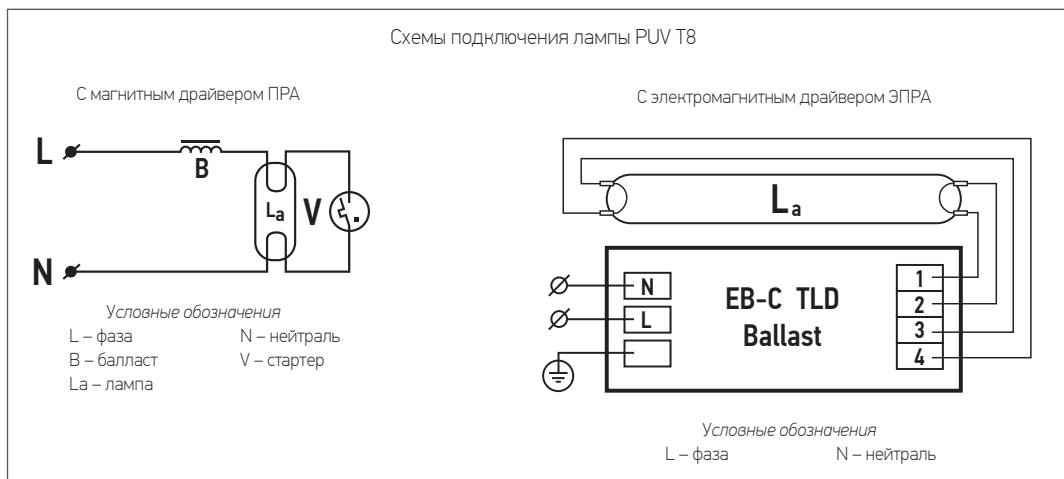 Схемы подключения лампы PUV T8
С магнитным драйвером ПРА
L
B
La
V
N
Условные обозначения
L – фаза N – нейтраль
B – балласт V – стартер
La – лампа
С электромагнитным драйвером ЭПРА
La
N
L
EB-C TLD
Ballast
1
2
3
4
Условные обозначения
L – фаза N – нейтраль